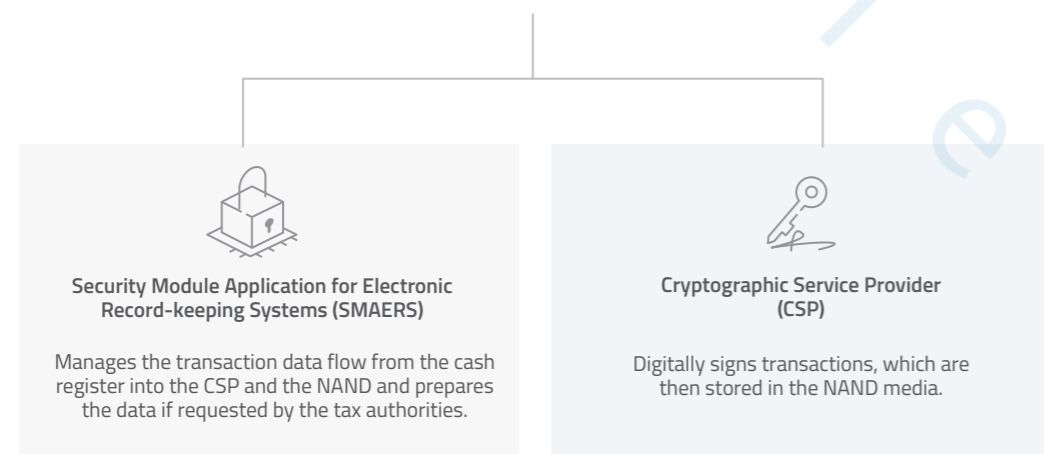 Security Module Application for Electronic
Record-keeping Systems (SMAERS)
Manages the transaction data flow from the cash
register into the CSP and the NAND and prepares
the data if requested by the tax authorities.
Cryptographic Service Provider
(CSP)
Digitally signs transactions, which are
then stored in the NAND media.
e